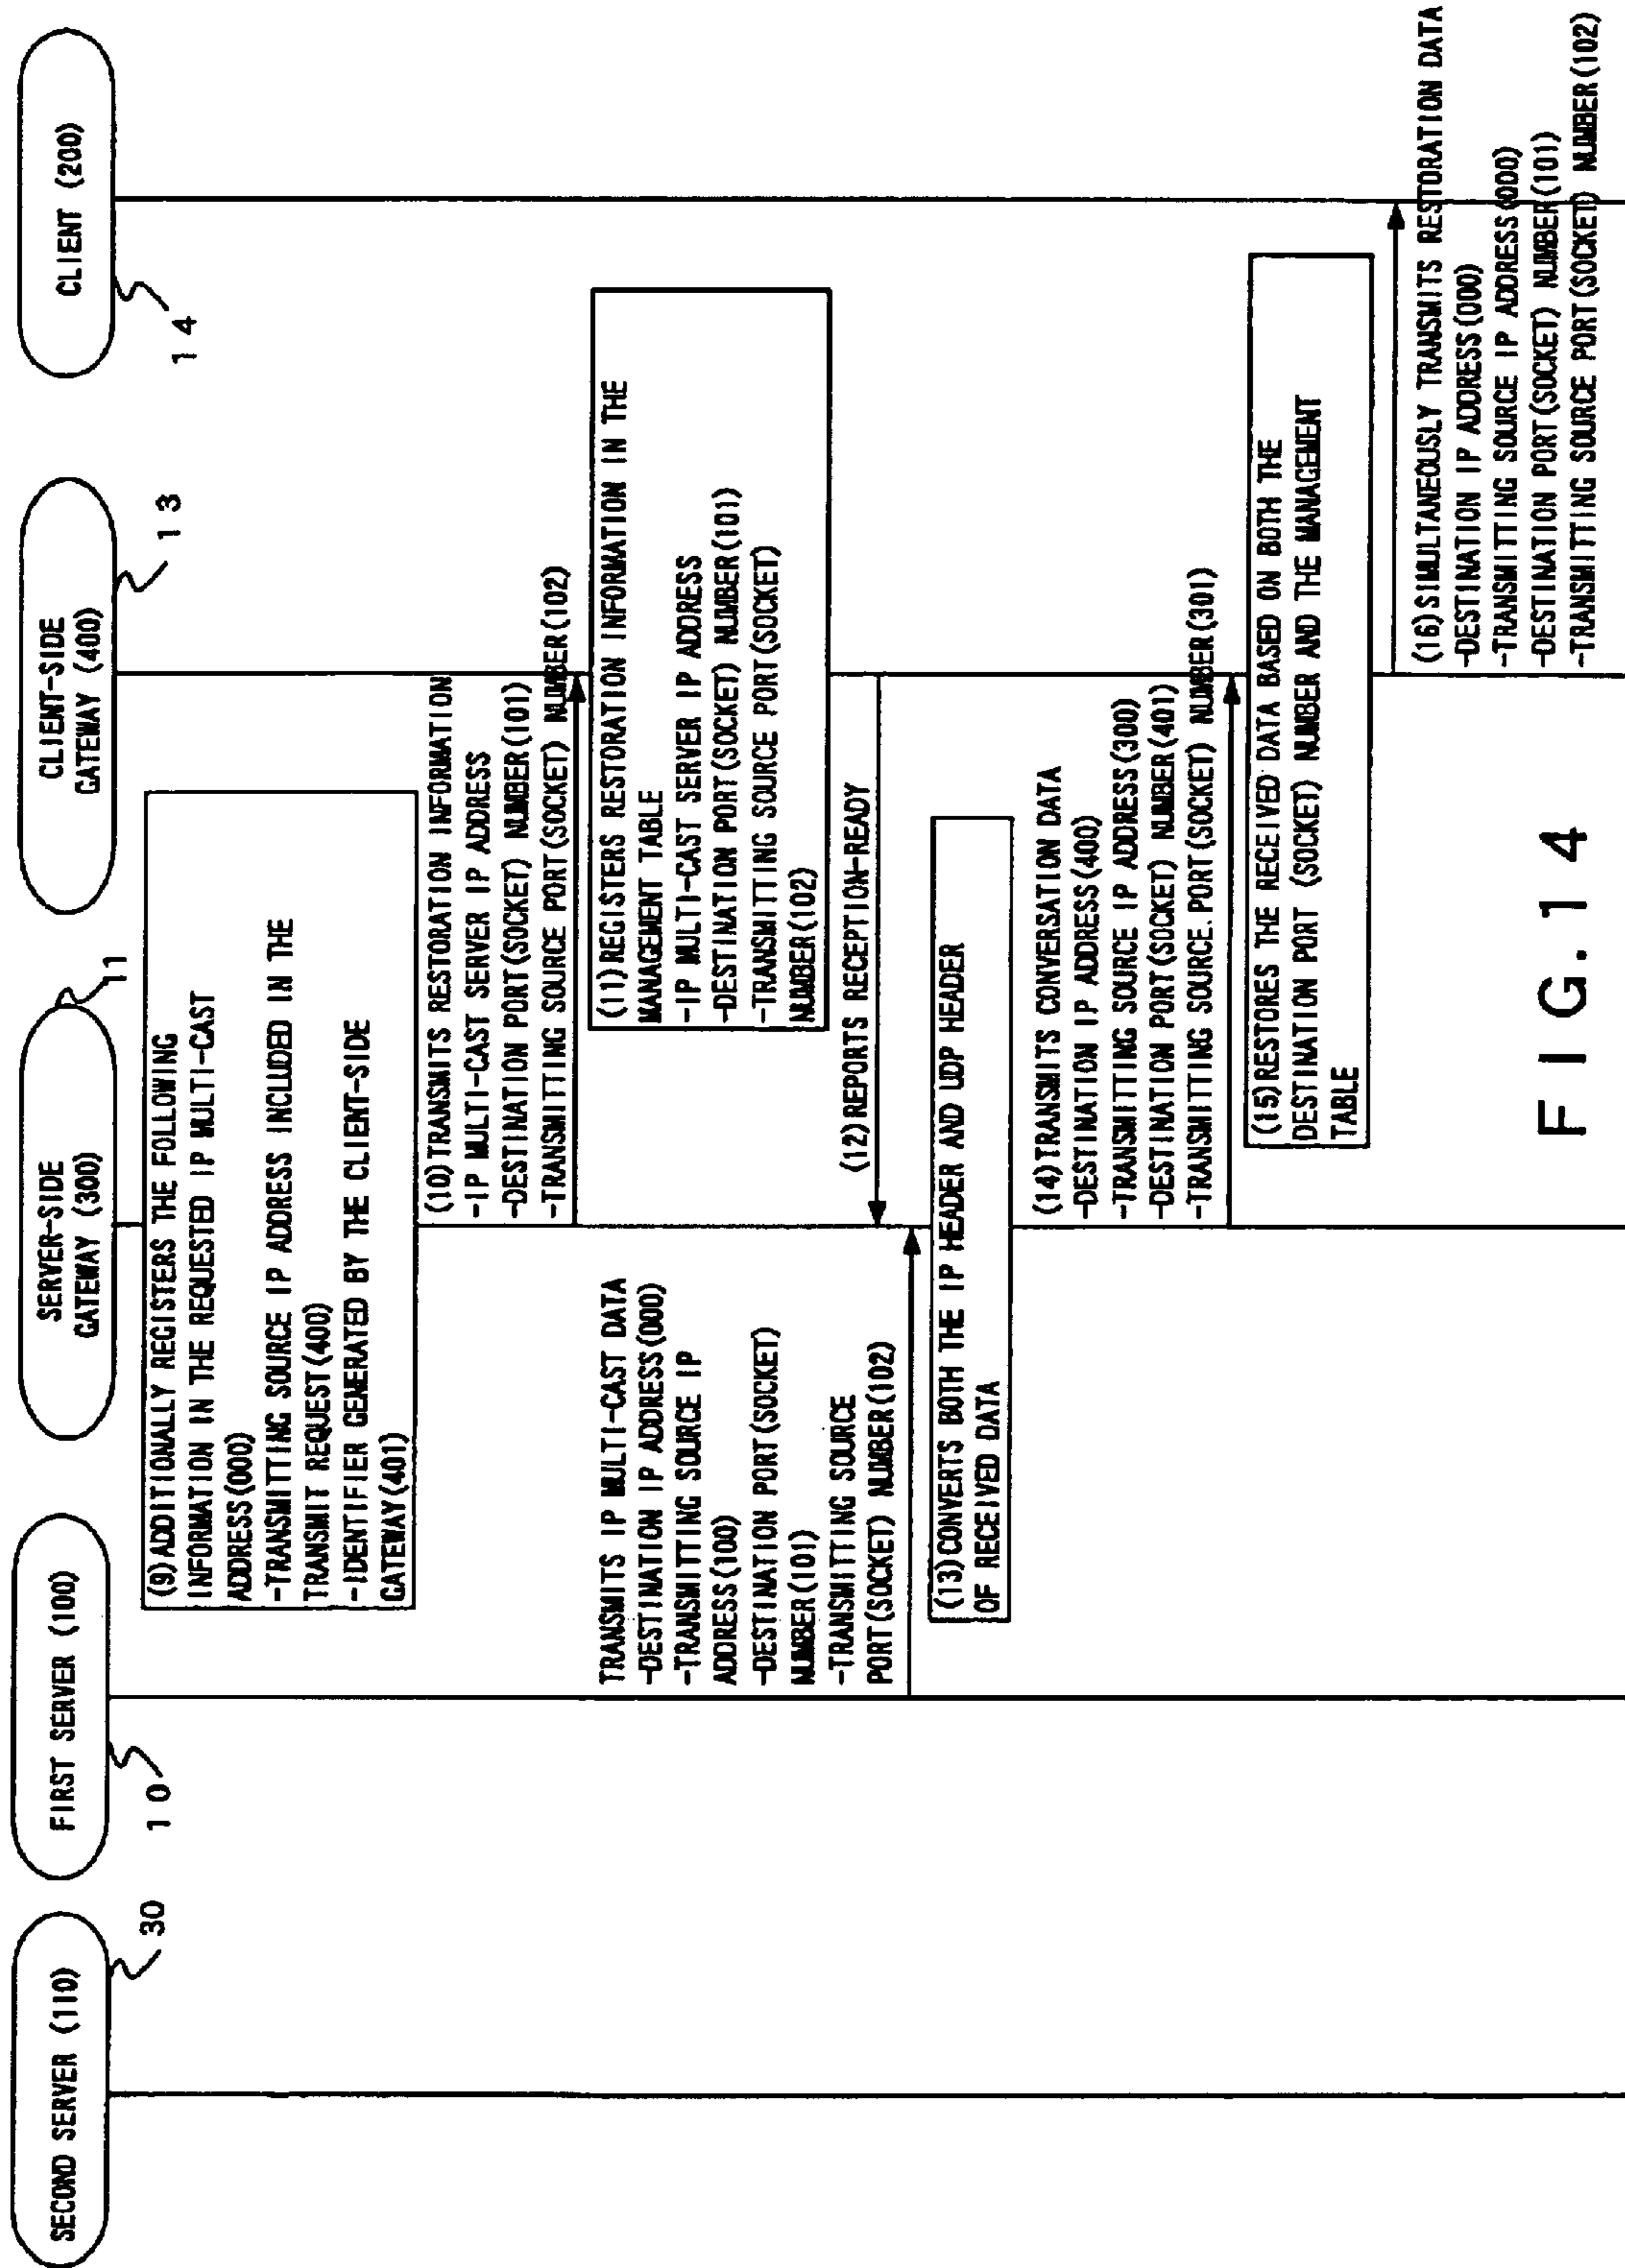 SECOND SERVER (110)
30
FIRST SERVER (100)
10
SERVER-SIDE
GATEWAY (300)
11
CLIENT-SIDE
GATEWAY (400)
13
CLIENT (200)
14
(9)ADDITIONALLY REGISTERS THE FOLLOWING
INFORMATION IN THE REQUESTED IP MULTI-CAST
ADDRESS(000)
-TRANSMITTING SOURCE IP ADDRESS INCLUDED IN THE
TRANSMIT REQUEST(400)
-IDENTIFIER GENERATED BY THE CLIENT-SIDE
GATEWAY(401)
(10)TRANSMITS RESTORATION INFORMATION
-IP MULTI-CAST SERVER IP ADDRESS
-DESTINATION PORT(SOCKET) NUMBER(101)
-TRANSMITTING SOURCE PORT(SOCKET) NUMBER(102)
(11)REGISTERS RESTORATION INFORMATION IN THE
MANAGEMENT TABLE
-IP MULTI-CAST SERVER IP ADDRESS
-DESTINATION PORT(SOCKET) NUMBER(101)
-TRANSMITTING SOURCE PORT(SOCKET)
NUMBER(102)
(12)REPORTS RECEPTION-READY
TRANSMITS IP MULTI-CAST DATA
-DESTINATION IP ADDRESS(000)
-TRANSMITTING SOURCE IP
ADDRESS(100)
-DESTINATION PORT(SOCKET)
NUMBER(101)
-TRANSMITTING SOURCE
PORT(SOCKET) NUMBER(102)
(13)CONVERTS BOTH THE IP HEADER AND UDP HEADER
OF RECEIVED DATA
(14)TRANSMITS CONVERSATION DATA
-DESTINATION IP ADDRESS(400)
-TRANSMITTING SOURCE IP ADDRESS(300)
-DESTINATION PORT(SOCKET) NUMBER(401)
-TRANSMITTING SOURCE.PORT(SOCKET) NUMBER(301)
(15)RESTORES THE RECEIVED DATA BASED ON BOTH THE
DESTINATION PORT (SOCKET) NUMBER AND THE MANAGEMENT
TABLE
(16)SIMULTANEOUSLY TRANSMITS RESTORATION DATA
-DESTINATION IP ADDRESS(000)
-TRANSMITTING SOURCE IP ADDRESS(000)
-DESTINATION PORT(SOCKET) NUMBER(101)
-TRANSMITTING SOURCE PORT(SOCKET) NUMBER(102)
FIG.14